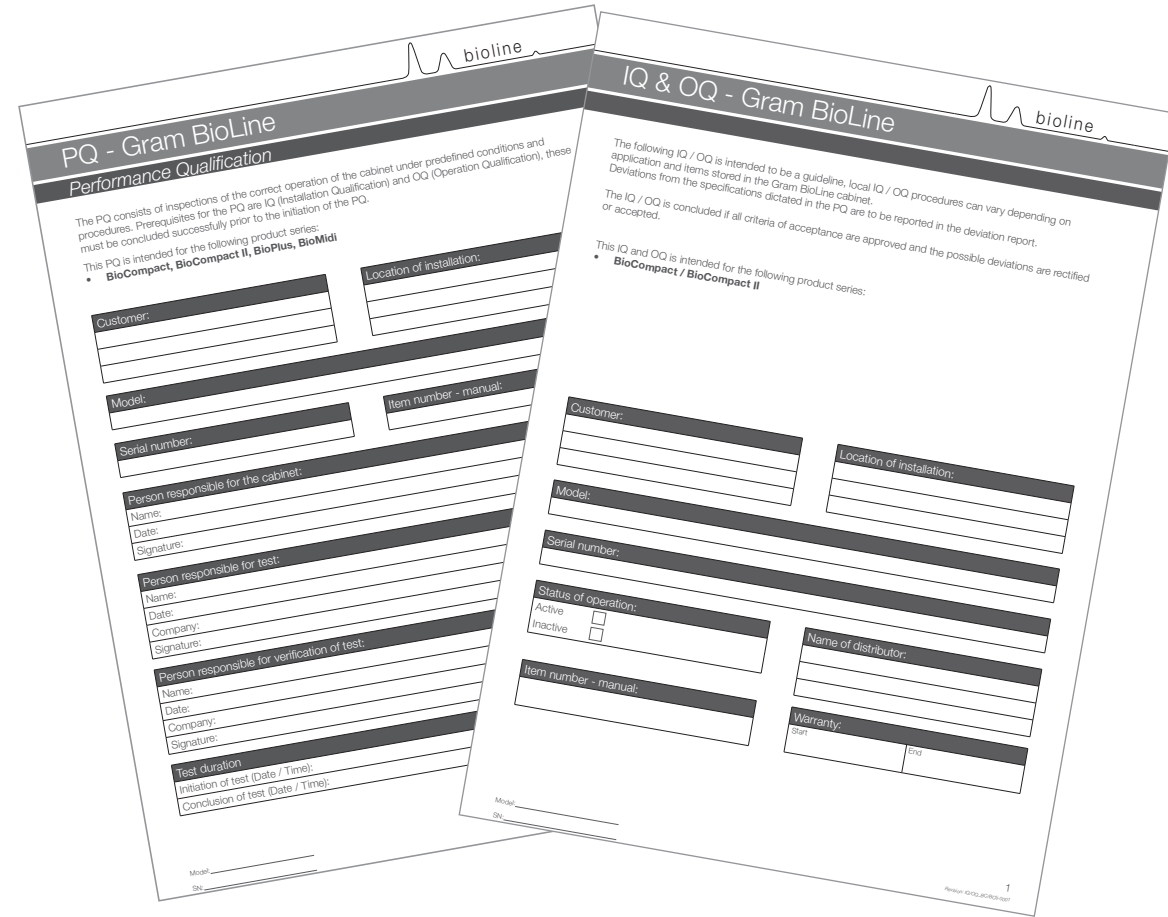 bioline
PQ - Gram BioLine
Performance Qualification
The PQ consists of inspections of the correct operation of the cabinet under predefined conditions and
procedures. Prerequisites for the PQ are IQ (Installation Qualification) and OQ (Operation Qualification), these
must be concluded successfully prior to the initiation of the PQ.
This PQ is intended for the following product series:
• BioCompact, BioCompact II, BioPlus, BioMidi
Customer:
Location of installation:
Model:
Serial number:
Item number - manual:
Person responsible for the cabinet:
Name:
Date:
Signature:
Person responsible for test:
Name:
Date:
Company:
Signature:
Person responsible for verification of test:
Name:
Date:
Company:
Signature:
Test duration
Initiation of test (Date / Time):
Conclusion of test (Date / Time):
Model:
SN:
bioline
IQ & OQ - Gram BioLine
The following IQ / OQ is intended to be a guideline, local IQ / OQ procedures can vary depending on
application and items stored in the Gram BioLine cabinet.
Deviations from the specifications dictated in the PQ are to be reported in the deviation report.
The IQ / OQ is concluded if all criteria of acceptance are approved and the possible deviations are rectified
or accepted.
This IQ and OQ is intended for the following product series:
• BioCompact / BioCompact II
Customer:
Location of installation:
Model:
Serial number:
Status of operation:
Active
Inactive
Name of distributor:
Item number - manual:
Warranty:
Start
End
Model:
SN:
1
Revision: